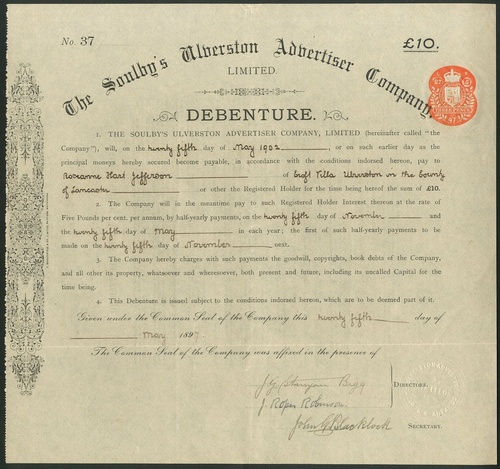 No. 37
£10.
The Soulby's Ulverston Advertiser Company,
LIMITED.
DEBENTURE.
1. THE SOULBY'S ULVERSTON ADVERTISER COMPANY, LIMITED (hereinafter called "the
Company"), will, on the twenty fifth day of May 1902, or on such earlier day as the
principal moneys hereby secured become payable, in accordance with the conditions indorsed hereon, pay to
Roseanne Hart Jefferson of Croft Villa Ulverston in the County
of Lancaster or other the Registered Holder for the time being hereof the sum of £10.
2. The Company will in the meantime pay to such Registered Holder Interest thereon at the rate of
Five Pounds per cent. per annum, by half-yearly payments, on the twenty fifth day of November and
the twenty fifth day of May in each year; the first of such half-yearly payments to be
made on the twenty fifth day of November next.
3. The Company hereby charges with such payments the goodwill, copyrights, book debts of the Company,
and all other its property, whatsoever and wheresoever, both present and future, including its uncalled Capital for the
time being.
4. This Debenture is issued subject to the conditions indorsed hereon, which are to be deemed part of it.
Given under the Common Seal of the Company this twenty fifth day of
May 1897
The Common Seal of the Company was affixed in the presence of
Bigg
J. Roper Robinson
DIRECTORS.
John Blacklock
SECRETARY.